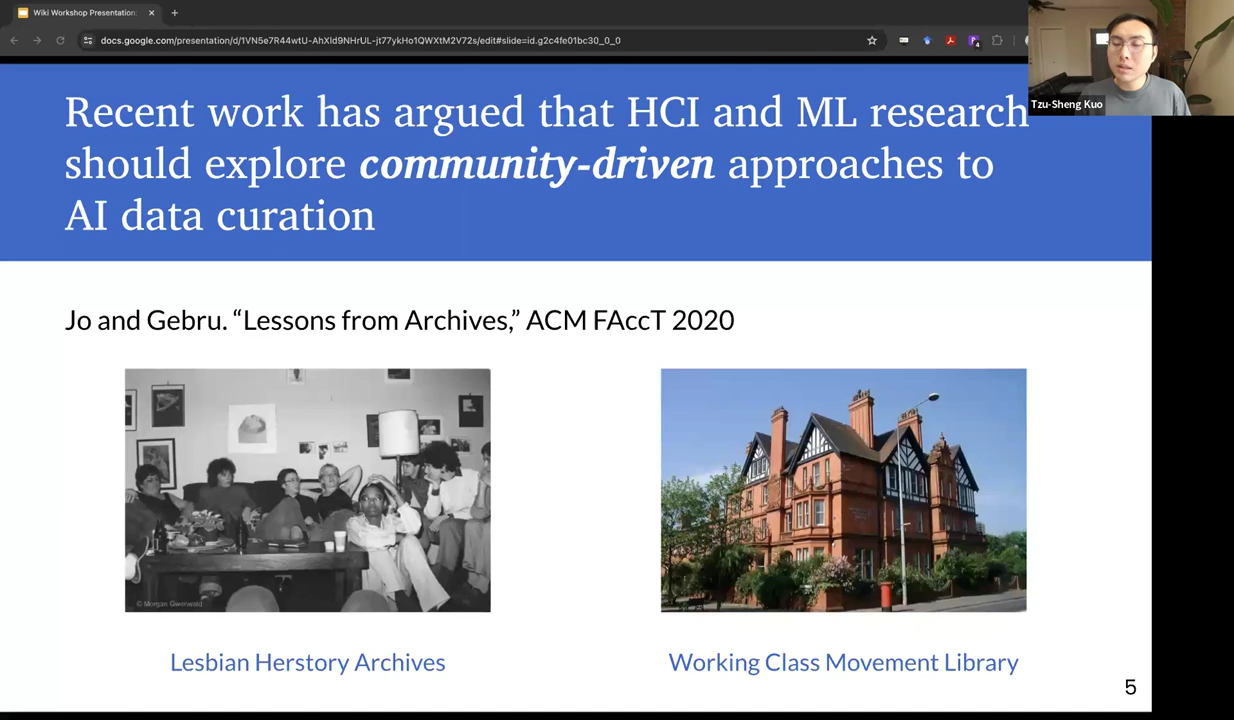 Wiki Workshop Presentation
docs.google.com/presentation/d/1VN5e7R44wtU-AhXld9NHrUL-jt77ykHo1QWXtM2V72s/edit#slide=id.g2c4fe01bc30_0_0
Tzu-Sheng Kuo
Recent work has argued that HCI and ML research
should explore community-driven approaches to
AI data curation
Jo and Gebru. “Lessons from Archives,” ACM FAccT 2020
© Morgan Gwenwald
Lesbian Herstory Archives
Working Class Movement Library
5